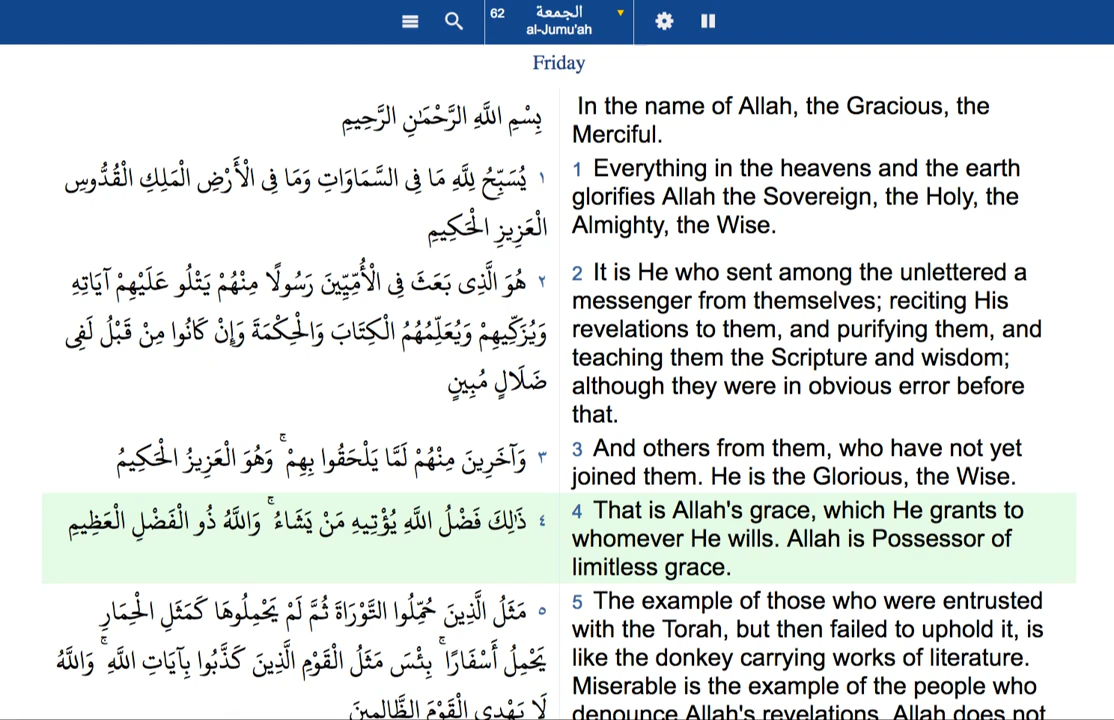 62
الجمعة
al-Jumu'ah
Friday
بِسْمِ اللَّهِ الرَّحْمَٰنِ الرَّحِيمِ
In the name of Allah, the Gracious, the
Merciful.
١ يُسَبِّحُ لِلَّهِ مَا فِي السَّمَاوَاتِ وَمَا فِي الْأَرْضِ الْمَلِكِ الْقُدُّوسِ
الْعَزِيزِ الْحَكِيمِ
1 Everything in the heavens and the earth
glorifies Allah the Sovereign, the Holy, the
Almighty, the Wise.
٢ هُوَ الَّذِي بَعَثَ فِي الْأُمِّيِّينَ رَسُولًا مِنْهُمْ يَتْلُو عَلَيْهِمْ آيَاتِهِ
وَيُزَكِّيهِمْ وَيُعَلِّمُهُمُ الْكِتَابَ وَالْحِكْمَةَ وَإِنْ كَانُوا مِنْ قَبْلُ لَفِي
ضَلَالٍ مُبِينٍ
2 It is He who sent among the unlettered a
messenger from themselves; reciting His
revelations to them, and purifying them, and
teaching them the Scripture and wisdom;
although they were in obvious error before
that.
٣ وَآخَرِينَ مِنْهُمْ لَمَّا يَلْحَقُوا بِهِمْ ۚ وَهُوَ الْعَزِيزُ الْحَكِيمُ
3 And others from them, who have not yet
joined them. He is the Glorious, the Wise.
٤ ذَٰلِكَ فَضْلُ اللَّهِ يُؤْتِيهِ مَنْ يَشَاءُ ۚ وَاللَّهُ ذُو الْفَضْلِ الْعَظِيمِ
4 That is Allah's grace, which He grants to
whomever He wills. Allah is Possessor of
limitless grace.
٥ مَثَلُ الَّذِينَ حُمِّلُوا التَّوْرَاةَ ثُمَّ لَمْ يَحْمِلُوهَا كَمَثَلِ الْحِمَارِ
يَحْمِلُ أَسْفَارًا ۚ بِئْسَ مَثَلُ الْقَوْمِ الَّذِينَ كَذَّبُوا بِآيَاتِ اللَّهِ ۚ وَاللَّهُ
لَا يَهْدِي الْقَوْمَ الظَّالِمِينَ
5 The example of those who were entrusted
with the Torah, but then failed to uphold it, is
like the donkey carrying works of literature.
Miserable is the example of the people who
denounce Allah's revelations. Allah does not